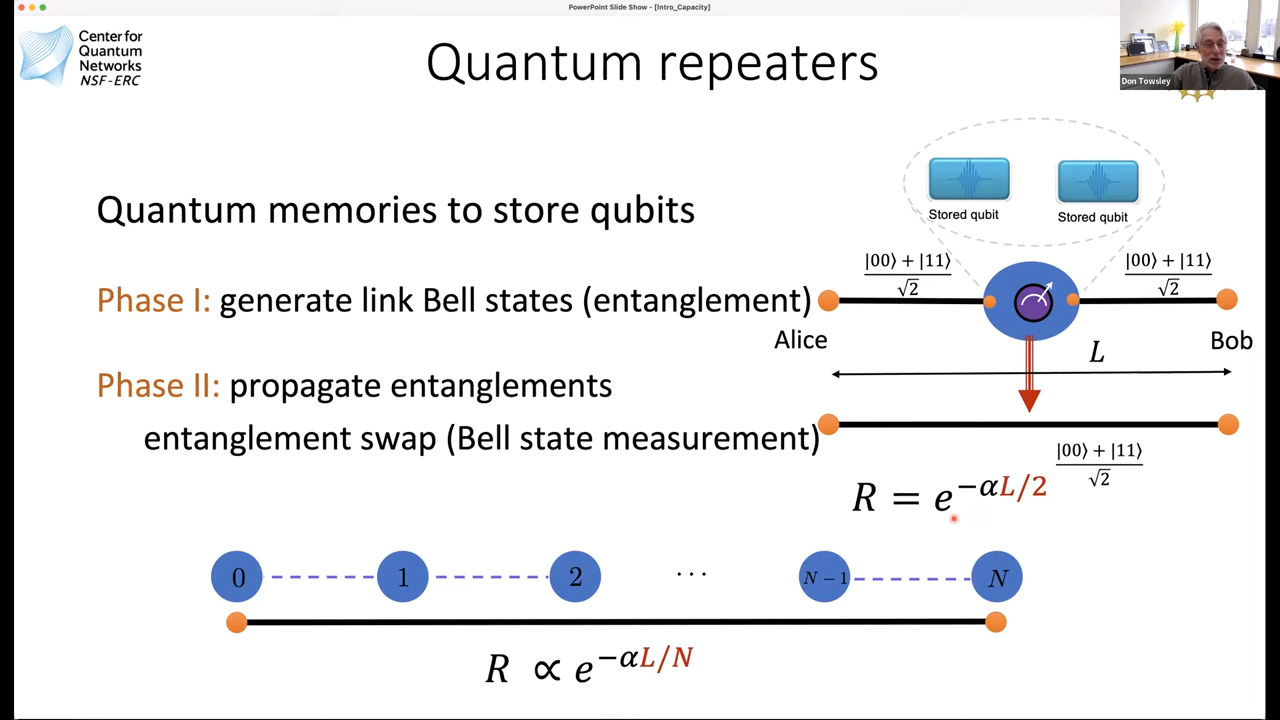 PowerPoint Slide Show - [Intro_Capacity]
Center for
Quantum
Networks
NSF-ERC
Quantum repeaters
Don Towsley
Quantum memories to store qubits
Stored qubit
Stored qubit
|00⟩ + |11⟩
√2
|00⟩ + |11⟩
√2
Phase I: generate link Bell states (entanglement)
Alice
Bob
L
Phase II: propagate entanglements
entanglement swap (Bell state measurement)
|00⟩ + |11⟩
√2
R = e^{−αL/2}
0
1
2
···
N − 1
N
R ∝ e^{−αL/N}